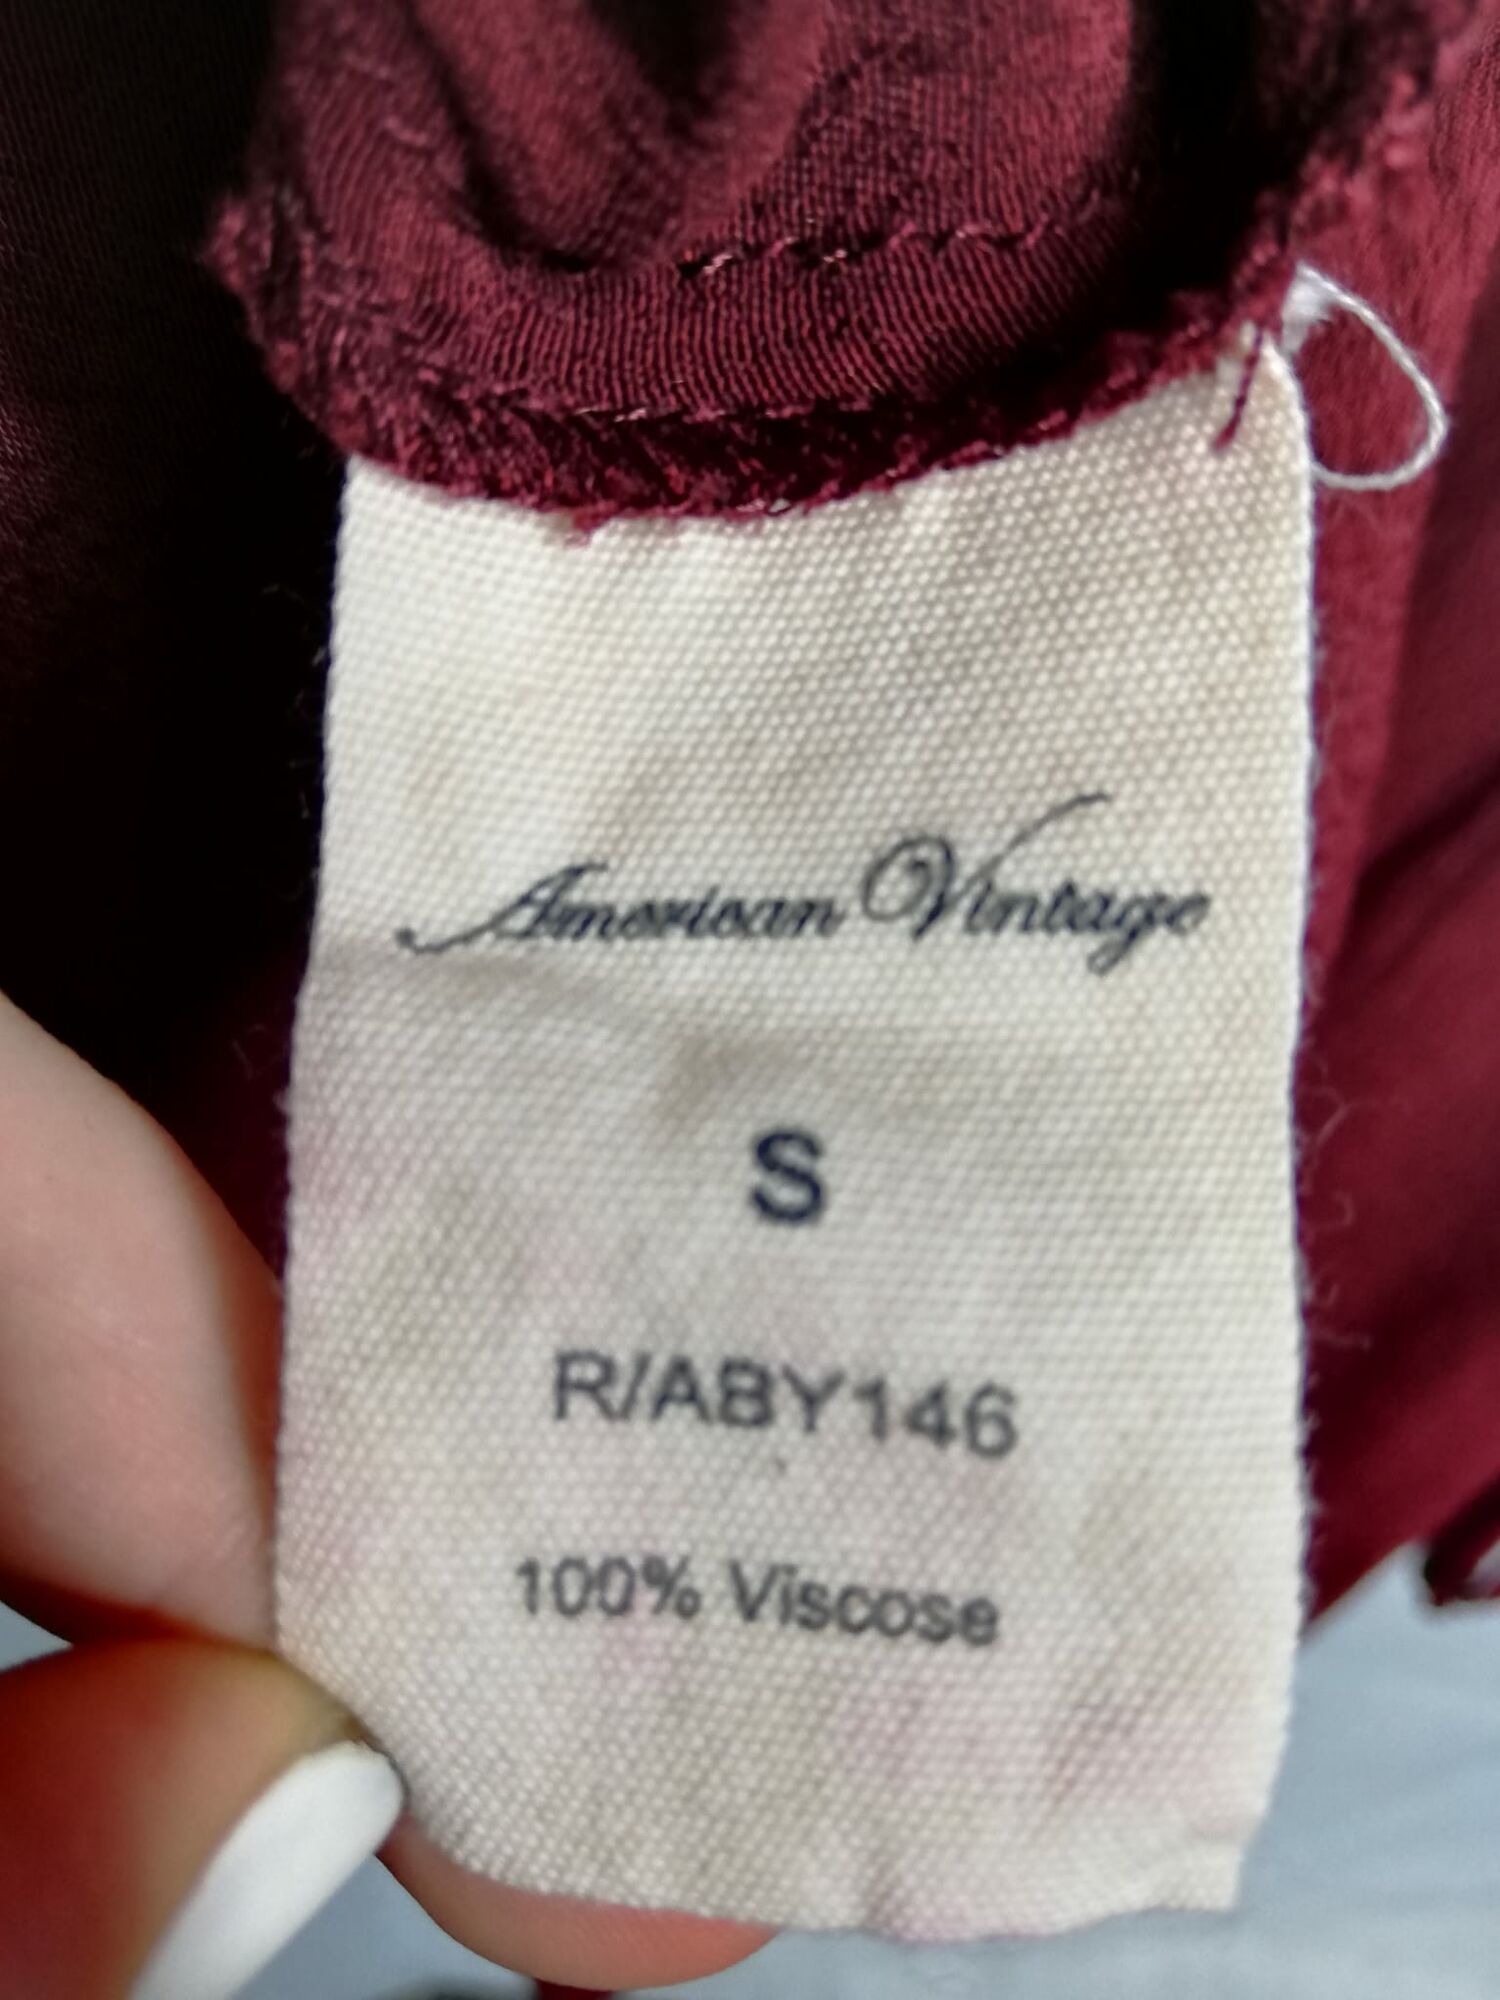 American Vintage
S
R/ABY146
100% Viscose